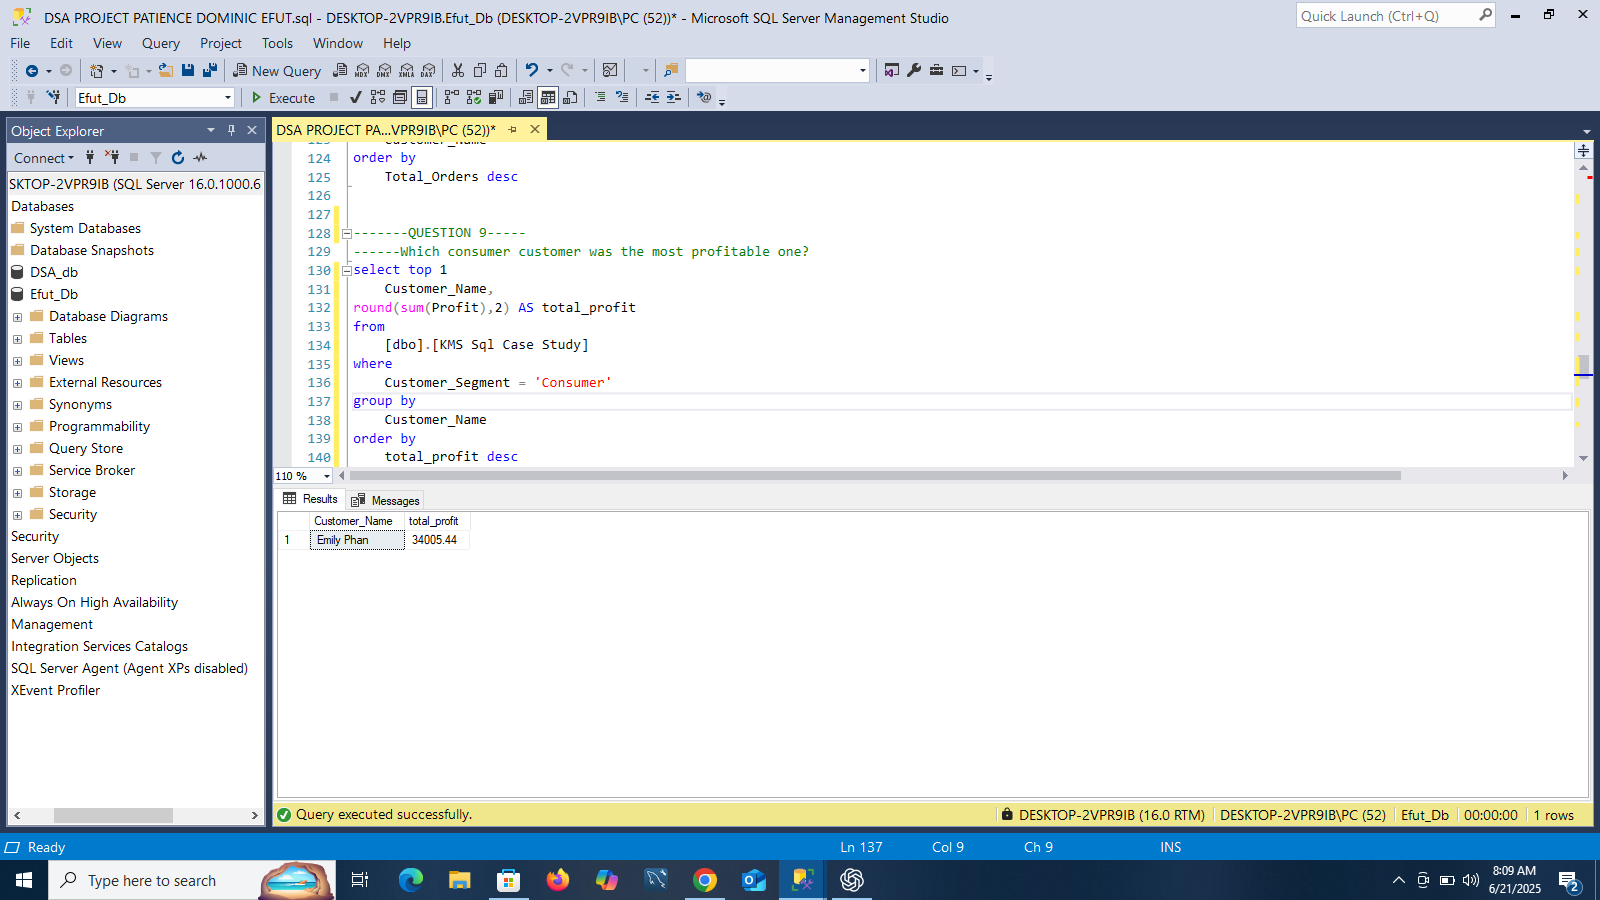 DSA PROJECT PATIENCE DOMINIC EFUT.sql - DESKTOP-2VPR9IB.Efut_Db (DESKTOP-2VPR9IB\PC (52))* - Microsoft SQL Server Management Studio
Quick Launch (Ctrl+Q)
File Edit View Query Project Tools Window Help
New Query MDX DMX XMLA DAX
Efut_Db Execute
Object Explorer
Connect
SKTOP-2VPR9IB (SQL Server 16.0.1000.6
Databases
System Databases
Database Snapshots
DSA_db
Efut_Db
Database Diagrams
Tables
Views
External Resources
Synonyms
Programmability
Query Store
Service Broker
Storage
Security
Security
Server Objects
Replication
Always On High Availability
Management
Integration Services Catalogs
SQL Server Agent (Agent XPs disabled)
XEvent Profiler
DSA PROJECT PA...VPR9IB\PC (52))*
123 Customer_Name
124 order by
125 Total_Orders desc
126
127
128 -------QUESTION 9-----
129 ------Which consumer customer was the most profitable one?
130 select top 1
131 Customer_Name,
132 round(sum(Profit),2) AS total_profit
133 from
134 [dbo].[KMS Sql Case Study]
135 where
136 Customer_Segment = 'Consumer'
137 group by
138 Customer_Name
139 order by
140 total_profit desc
110 %
Results Messages
Customer_Name total_profit
1 Emily Phan 34005.44
Query executed successfully. DESKTOP-2VPR9IB (16.0 RTM) DESKTOP-2VPR9IB\PC (52) Efut_Db 00:00:00 1 rows
Ready Ln 137 Col 9 Ch 9 INS
Type here to search
8:09 AM
6/21/2025
2